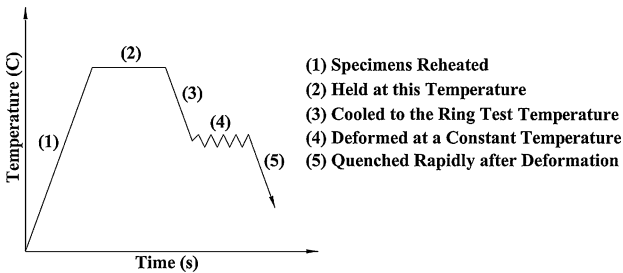 Temperature (C)
(1)
(2)
(3)
(4)
(5)
Time (s)
(1) Specimens Reheated
(2) Held at this Temperature
(3) Cooled to the Ring Test Temperature
(4) Deformed at a Constant Temperature
(5) Quenched Rapidly after Deformation